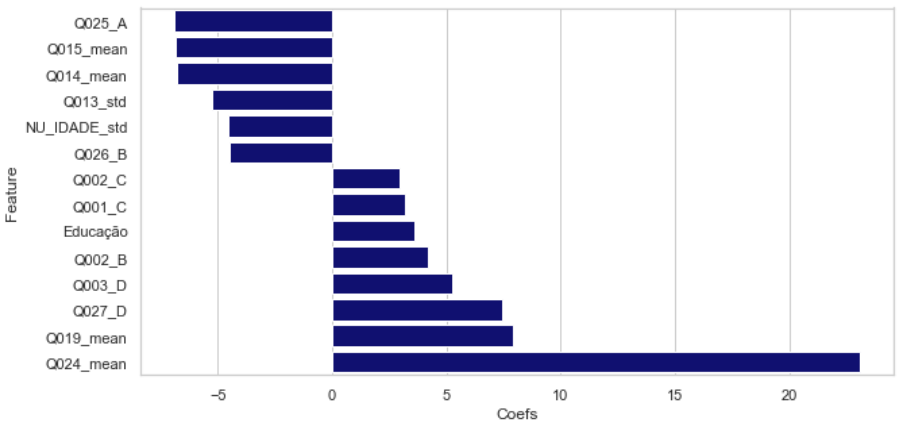 Q025_A
Q015_mean
Q014_mean
Q013_std
NU_IDADE_std
Q026_B
Q002_C
Q001_C
Educação
Q002_B
Q003_D
Q027_D
Q019_mean
Q024_mean
Feature
−5 0 5 10 15 20
Coefs